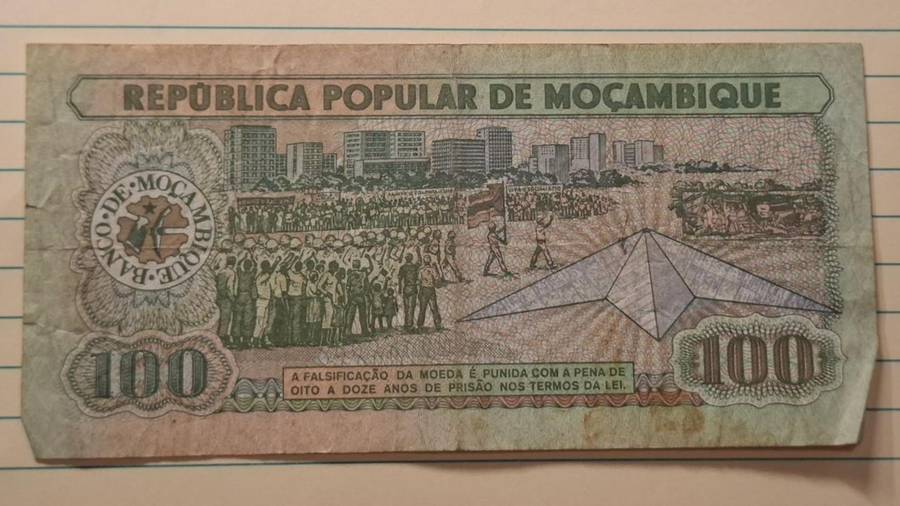 REPÚBLICA POPULAR DE MOÇAMBIQUE
BANCO·DE·MOÇAMBIQUE·
100
A FALSIFICAÇÃO DA MOEDA É PUNIDA COM A PENA DE
OITO A DOZE ANOS DE PRISÃO NOS TERMOS DA LEI.
100